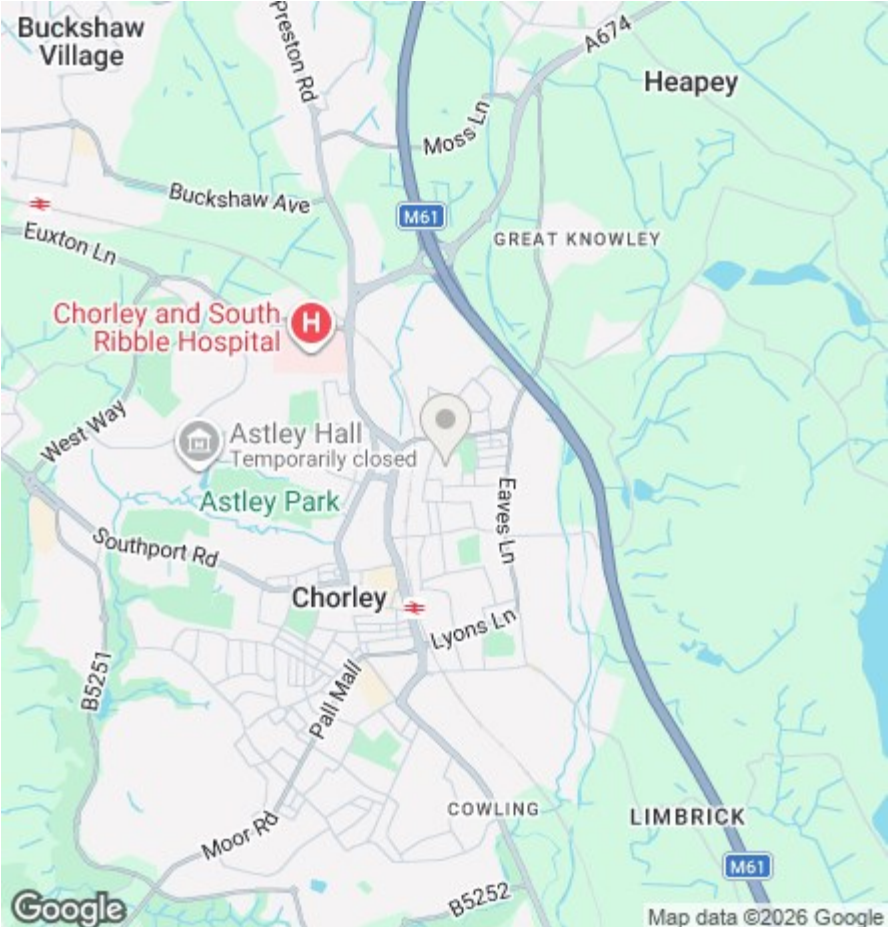 Buckshaw
Village
Preston Rd
A674
Heapey
Moss Ln
Buckshaw Ave
M61
Euxton Ln
GREAT KNOWLEY
Chorley and South
Ribble Hospital
H
West Way
Astley Hall
Temporarily closed
Astley Park
Eaves Ln
Southport Rd
Chorley
Lyons Ln
B5251
Pall Mall
COWLING
LIMBRICK
Moor Rd
M61
B5252
Google
Map data ©2026 Google